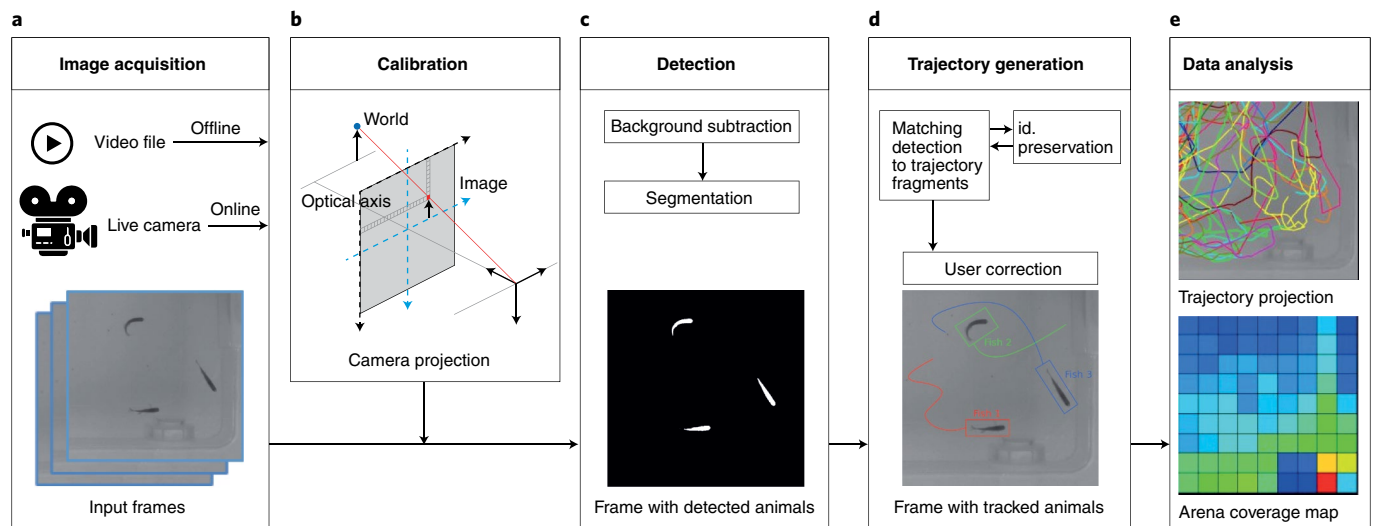 a
Image acquisition
Video file
Offline
Live camera
Online
Input frames
b
Calibration
World
Image
Optical axis
Camera projection
c
Detection
Background subtraction
Segmentation
Frame with detected animals
d
Trajectory generation
Matching
detection
to trajectory
fragments
id.
preservation
User correction
Fish 2
Fish 3
Fish 1
Frame with tracked animals
e
Data analysis
Trajectory projection
Arena coverage map